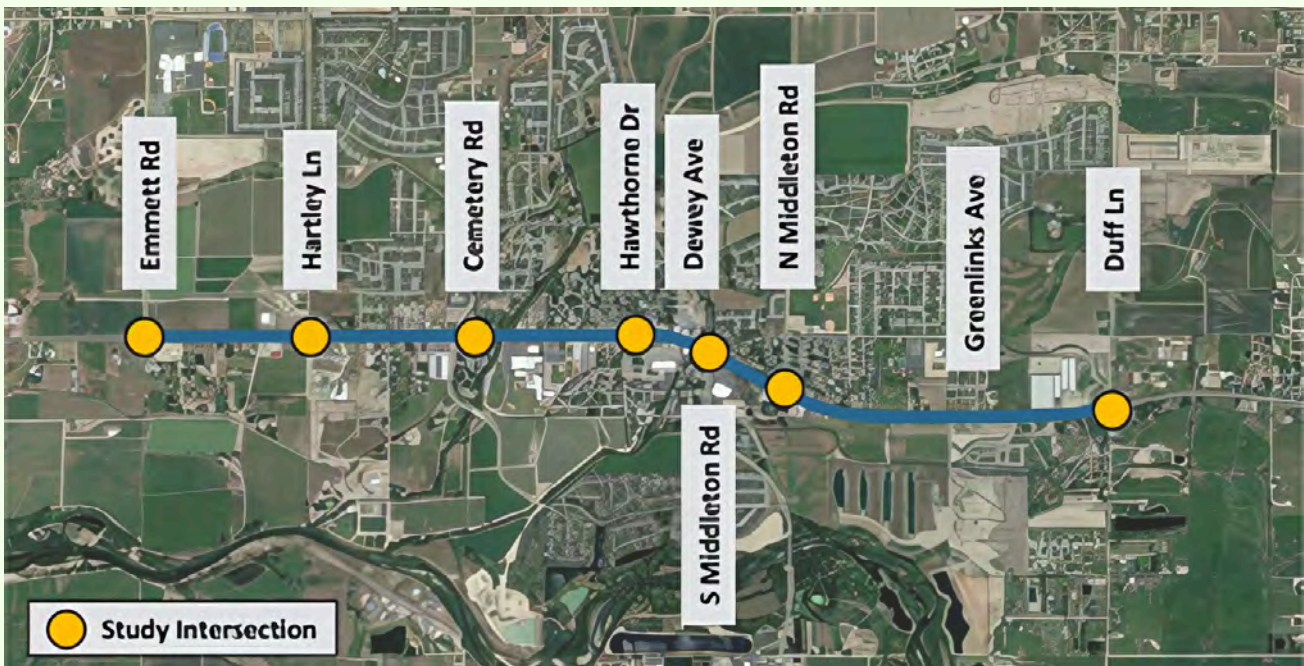 Emmett Rd
Hartley Ln
Cemetery Rd
Hawthorne Dr
Dewey Ave
N Middleton Rd
Greenlinks Ave
Duff Ln
S Middleton Rd
Study Intersection